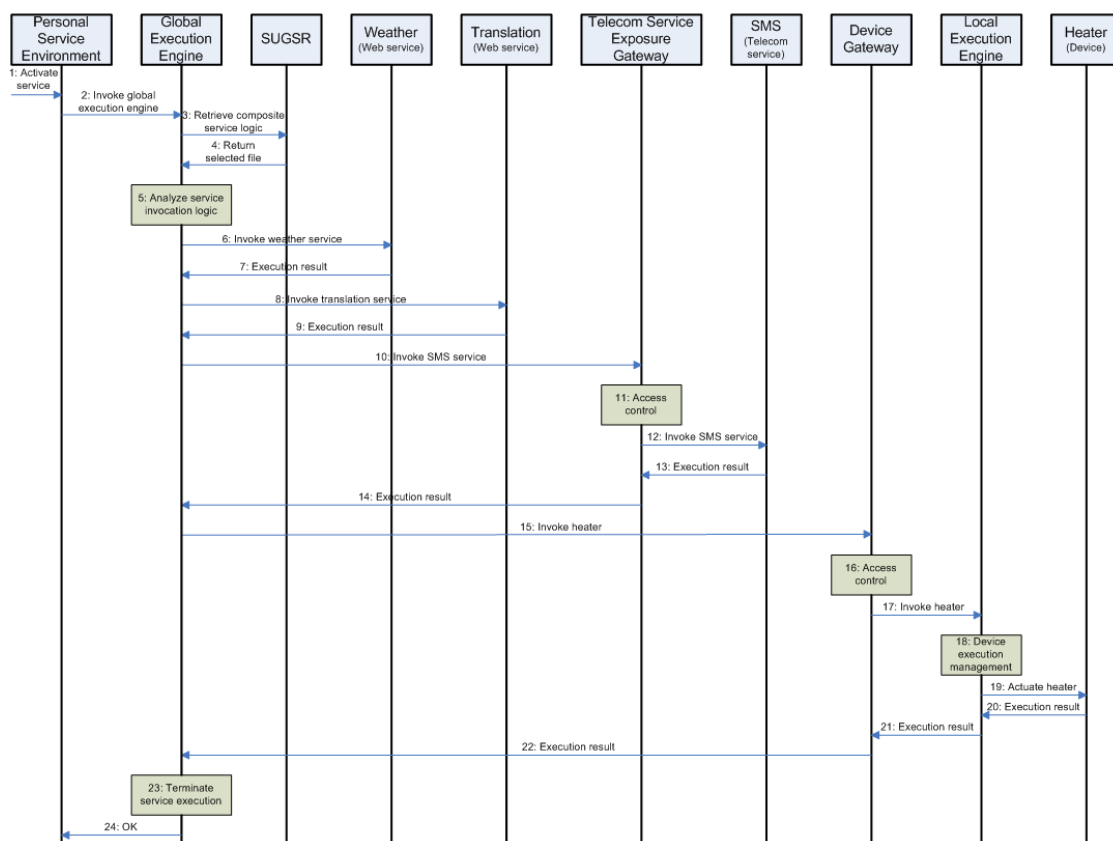 Personal
Service
Environment
Global
Execution
Engine
SUGSR
Weather
(Web service)
Translation
(Web service)
Telecom Service
Exposure
Gateway
SMS
(Telecom
service)
Device
Gateway
Local
Execution
Engine
Heater
(Device)
1: Activate
service
2: Invoke global
execution engine
3: Retrieve composite
service logic
4: Return
selected file
5: Analyze service
invocation logic
6: Invoke weather service
7: Execution result
8: Invoke translation service
9: Execution result
10: Invoke SMS service
11: Access
control
12: Invoke SMS service
13: Execution result
14: Execution result
15: Invoke heater
16: Access
control
17: Invoke heater
18: Device
execution
management
19: Actuate heater
20: Execution result
21: Execution result
22: Execution result
23: Terminate
service execution
24: OK